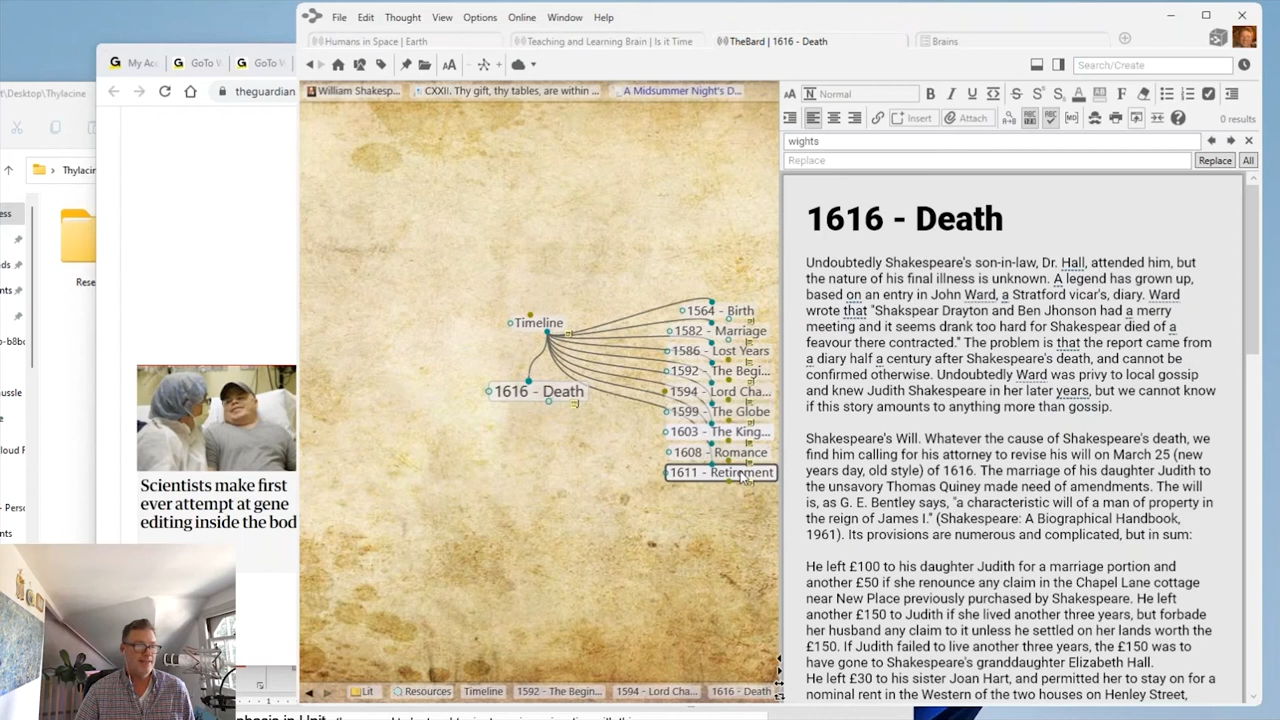 File Edit Thought View Options Online Window Help
Humans in Space | Earth
Teaching and Learning Brain | Is it Time
TheBard | 1616 - Death
Brains
My Ac
GoTo
GoTo
theguardian
t\Desktop\Thylacine
Thylacin
Rese
Search/Create
William Shakesp...
CXXII. Thy gift, thy tables, are within ...
A Midsummer Night's D...
Normal
Insert
Attach
0 results
wights
Replace
Replace
All
Timeline
1616 - Death
1564 - Birth
1582 - Marriage
1586 - Lost Years
1592 - The Begi...
1594 - Lord Cha...
1599 - The Globe
1603 - The King...
1608 - Romance
1611 - Retirement
1616 - Death
Undoubtedly Shakespeare's son-in-law, Dr. Hall, attended him, but
the nature of his final illness is unknown. A legend has grown up,
based on an entry in John Ward, a Stratford vicar's, diary. Ward
wrote that "Shakspear Drayton and Ben Jhonson had a merry
meeting and it seems drank too hard for Shakespear died of a
feavour there contracted." The problem is that the report came from
a diary half a century after Shakespeare's death, and cannot be
confirmed otherwise. Undoubtedly Ward was privy to local gossip
and knew Judith Shakespeare in her later years, but we cannot know
if this story amounts to anything more than gossip.
Shakespeare's Will. Whatever the cause of Shakespeare's death, we
find him calling for his attorney to revise his will on March 25 (new
years day, old style) of 1616. The marriage of his daughter Judith to
the unsavory Thomas Quiney made need of amendments. The will
is, as G. E. Bentley says, "a characteristic will of a man of property in
the reign of James I." (Shakespeare: A Biographical Handbook,
1961). Its provisions are numerous and complicated, but in sum:
He left £100 to his daughter Judith for a marriage portion and
another £50 if she renounce any claim in the Chapel Lane cottage
near New Place previously purchased by Shakespeare. He left
another £150 to Judith if she lived another three years, but forbade
her husband any claim to it unless he settled on her lands worth the
£150. If Judith failed to live another three years, the £150 was to
have gone to Shakespeare's granddaughter Elizabeth Hall.
He left £30 to his sister Joan Hart, and permitted her to stay on for a
nominal rent in the Western of the two houses on Henley Street,
Scientists make first
ever attempt at gene
editing inside the bod
Lit
Resources
Timeline
1592 - The Begin...
1594 - Lord Cha...
1616 - Death